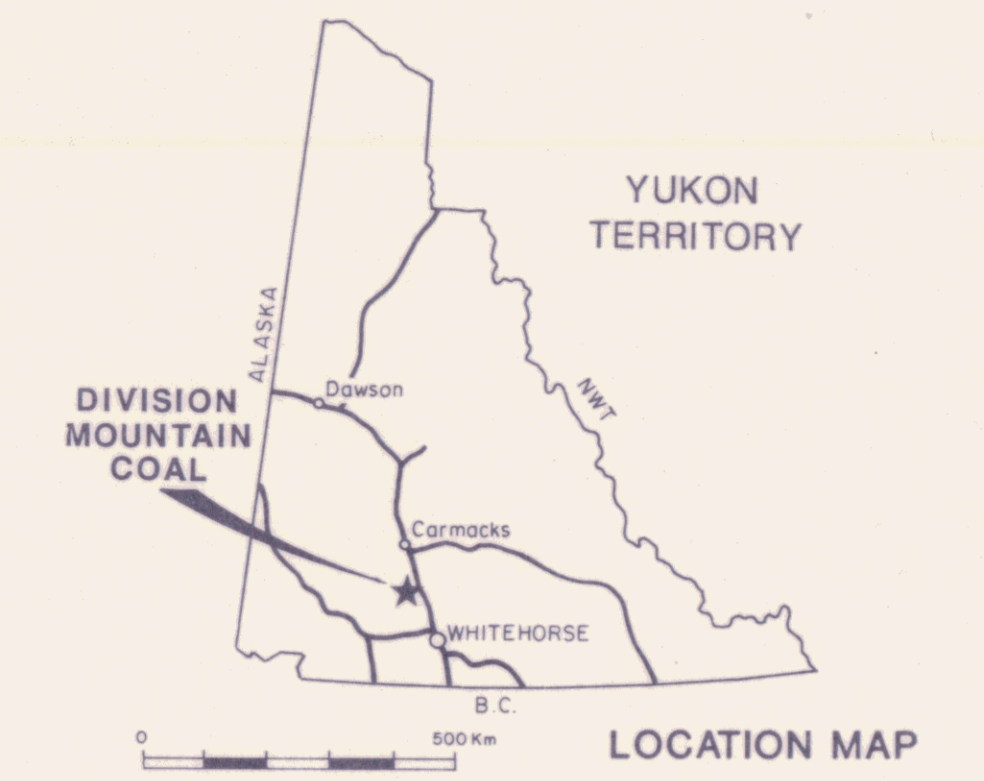 YUKON
TERRITORY
ALASKA
Dawson
DIVISION
MOUNTAIN
COAL
NWT
Carmacks
WHITEHORSE
B.C.
0 500 Km
LOCATION MAP